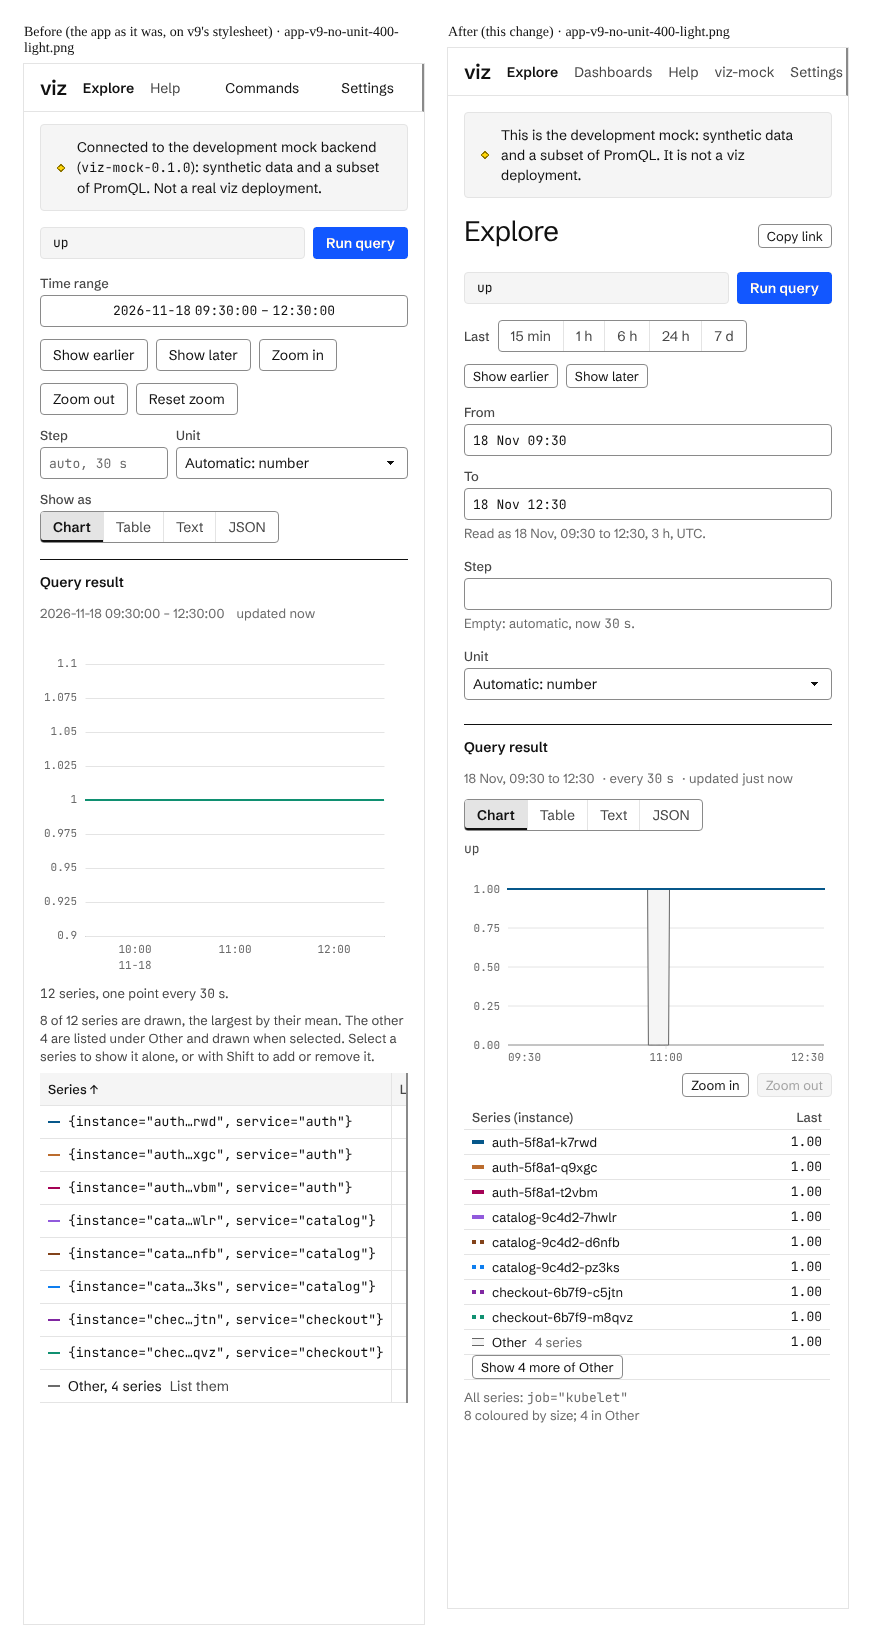 Before (the app as it was, on v9's stylesheet) · app-v9-no-unit-400-
light.png
viz Explore Help Commands Settings
Connected to the development mock backend
(viz-mock-0.1.0): synthetic data and a subset
of PromQL. Not a real viz deployment.
up Run query
Time range
2026-11-18 09:30:00 – 12:30:00
Show earlier Show later Zoom in
Zoom out Reset zoom
Step Unit
auto, 30 s Automatic: number
Show as
Chart Table Text JSON
Query result
2026-11-18 09:30:00 – 12:30:00 updated now
1.1
1.075
1.05
1.025
1
0.975
0.95
0.925
0.9
10:00 11:00 12:00
11-18
12 series, one point every 30 s.
8 of 12 series are drawn, the largest by their mean. The other
4 are listed under Other and drawn when selected. Select a
series to show it alone, or with Shift to add or remove it.
Series ↑ L
{instance="auth…rwd", service="auth"}
{instance="auth…xgc", service="auth"}
{instance="auth…vbm", service="auth"}
{instance="cata…wlr", service="catalog"}
{instance="cata…nfb", service="catalog"}
{instance="cata…3ks", service="catalog"}
{instance="chec…jtn", service="checkout"}
{instance="chec…qvz", service="checkout"}
Other, 4 series List them
After (this change) · app-v9-no-unit-400-light.png
viz Explore Dashboards Help viz-mock Settings
This is the development mock: synthetic data
and a subset of PromQL. It is not a viz
deployment.
Explore Copy link
up Run query
Last 15 min 1 h 6 h 24 h 7 d
Show earlier Show later
From
18 Nov 09:30
To
18 Nov 12:30
Read as 18 Nov, 09:30 to 12:30, 3 h, UTC.
Step
Empty: automatic, now 30 s.
Unit
Automatic: number
Query result
18 Nov, 09:30 to 12:30 · every 30 s · updated just now
Chart Table Text JSON
up
1.00
0.75
0.50
0.25
0.00
09:30 11:00 12:30
Zoom in Zoom out
Series (instance) Last
auth-5f8a1-k7rwd 1.00
auth-5f8a1-q9xgc 1.00
auth-5f8a1-t2vbm 1.00
catalog-9c4d2-7hwlr 1.00
catalog-9c4d2-d6nfb 1.00
catalog-9c4d2-pz3ks 1.00
checkout-6b7f9-c5jtn 1.00
checkout-6b7f9-m8qvz 1.00
Other 4 series 1.00
Show 4 more of Other
All series: job="kubelet"
8 coloured by size; 4 in Other